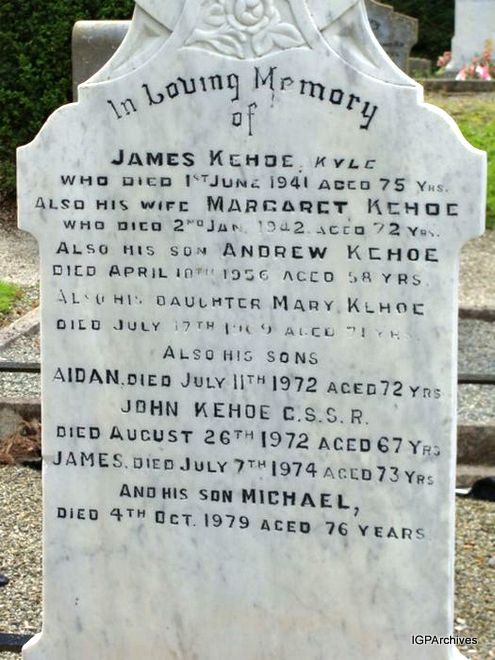 In Loving Memory
of
JAMES KEHOE, KYLE
WHO DIED 1ST JUNE 1941 AGED 75 YRS.
ALSO HIS WIFE MARGARET KEHOE
WHO DIED 2ND JAN. 1942 AGED 72 YRS.
ALSO HIS SON ANDREW KEHOE
DIED APRIL 10TH 1956 AGED 58 YRS.
ALSO HIS DAUGHTER MARY KEHOE
DIED JULY 17TH 1969 AGED 71 YRS
ALSO HIS SONS
AIDAN, DIED JULY 11TH 1972 AGED 72 YRS
JOHN KEHOE C.S.S.R.
DIED AUGUST 26TH 1972 AGED 67 YRS
JAMES, DIED JULY 7TH 1974 AGED 73 YRS
AND HIS SON MICHAEL,
DIED 4TH OCT. 1979 AGED 76 YEARS
IGPArchives